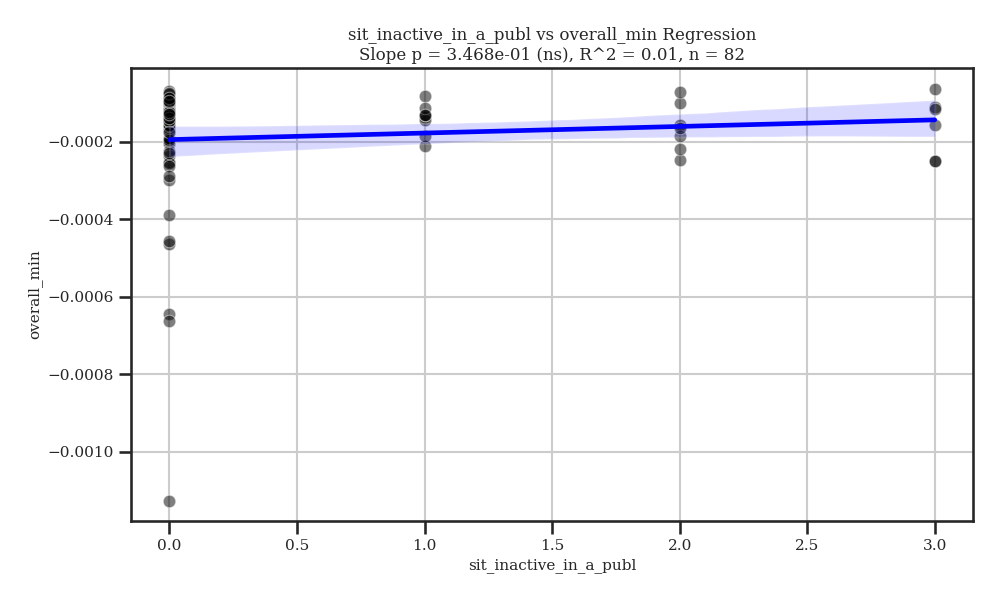 sit_inactive_in_a_publ vs overall_min Regression
Slope p = 3.468e-01 (ns), R^2 = 0.01, n = 82
overall_min
−0.0002
−0.0004
−0.0006
−0.0008
−0.0010
0.0 0.5 1.0 1.5 2.0 2.5 3.0
sit_inactive_in_a_publ